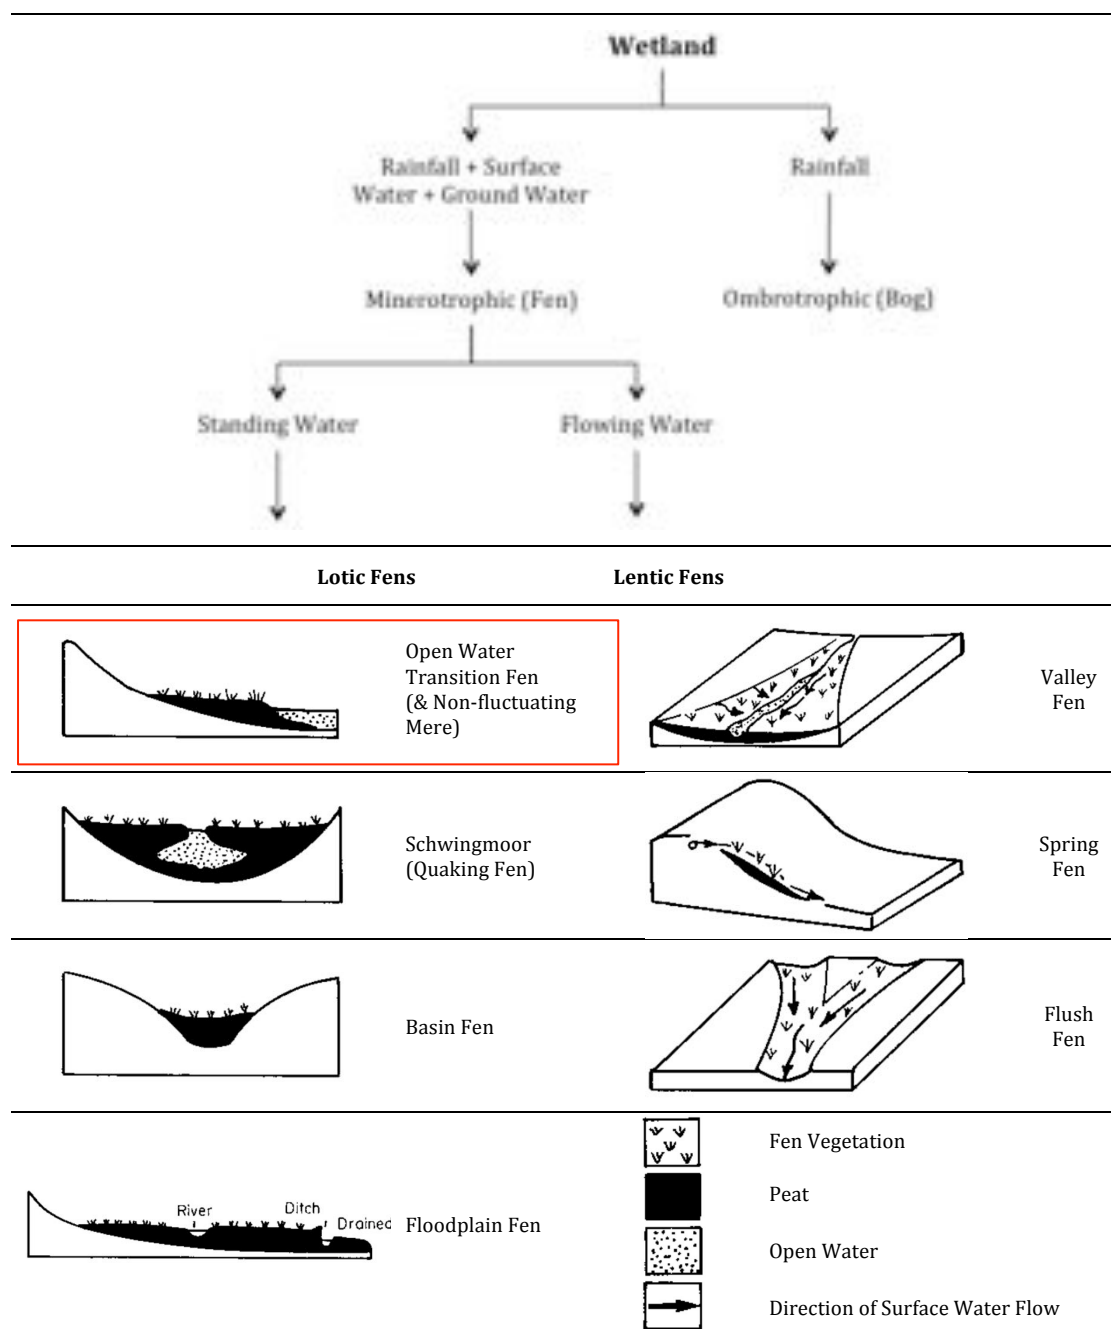 Wetland
Rainfall + Surface
Water + Ground Water
Rainfall
Minerotrophic (Fen)
Ombrotrophic (Bog)
Standing Water
Flowing Water
Lotic Fens
Lentic Fens
Open Water
Transition Fen
(& Non-fluctuating
Mere)
Valley
Fen
Schwingmoor
(Quaking Fen)
Spring
Fen
Basin Fen
Flush
Fen
River
Ditch
Drained
Floodplain Fen
Fen Vegetation
Peat
Open Water
Direction of Surface Water Flow